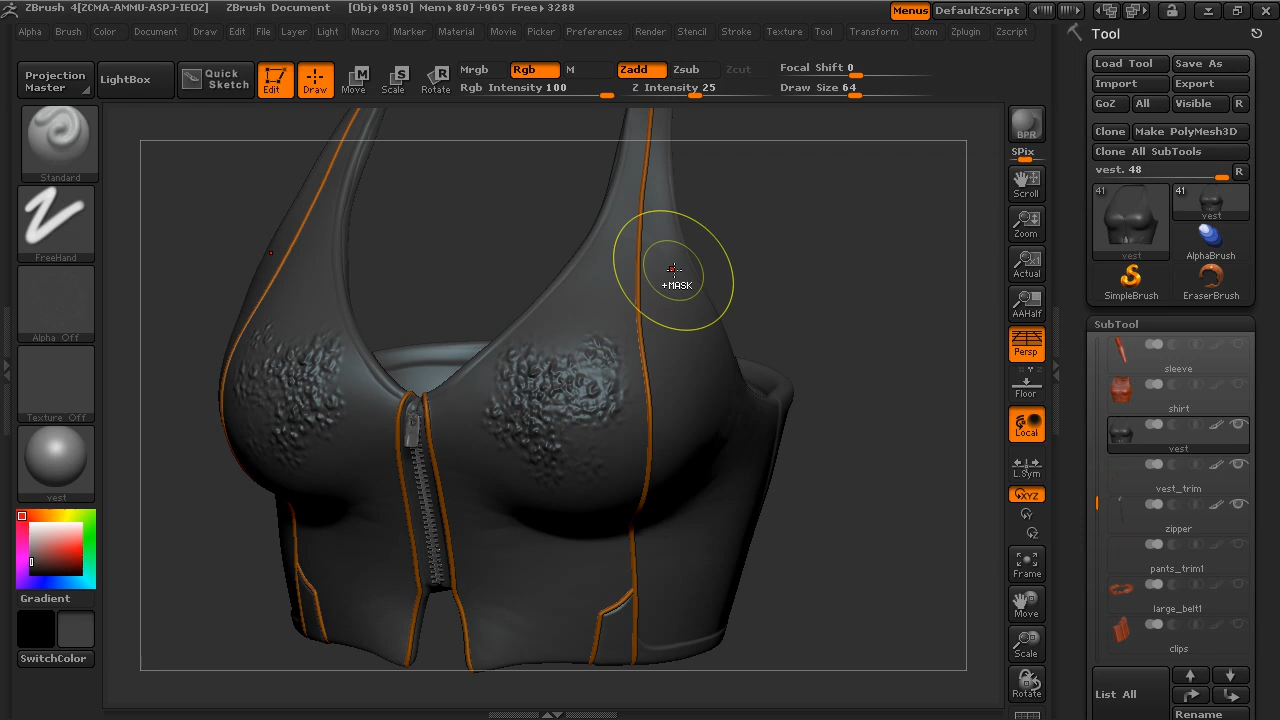 ZBrush 4[ZCMA-AMMU-ASPJ-IEOZ] ZBrush Document [Obj▸9850] Mem▸807+965 Free▸3288 Menus DefaultZScript
Alpha Brush Color Document Draw Edit File Layer Light Macro Marker Material Movie Picker Preferences Render Stencil Stroke Texture Tool Transform Zoom Zplugin Zscript
Projection Master
LightBox
Quick Sketch
Edit
Draw
Move
Scale
Rotate
Mrgb Rgb M
Rgb Intensity 100
Zadd Zsub Zcut
Z Intensity 25
Focal Shift 0
Draw Size 64
Standard
FreeHand
Alpha Off
Texture Off
vest
Gradient
SwitchColor
+MASK
BPR
SPix
Scroll
Zoom
Actual
AAHalf
Persp
Floor
Local
L.Sym
XYZ
Y
Z
Frame
Move
Scale
Rotate
Tool
Load Tool Save As
Import Export
GoZ All Visible R
Clone Make PolyMesh3D
Clone All SubTools
vest. 48 R
41 41
vest
vest
AlphaBrush
SimpleBrush EraserBrush
SubTool
sleeve
shirt
vest
vest_trim
zipper
pants_trim1
large_belt1
clips
List All
Rename